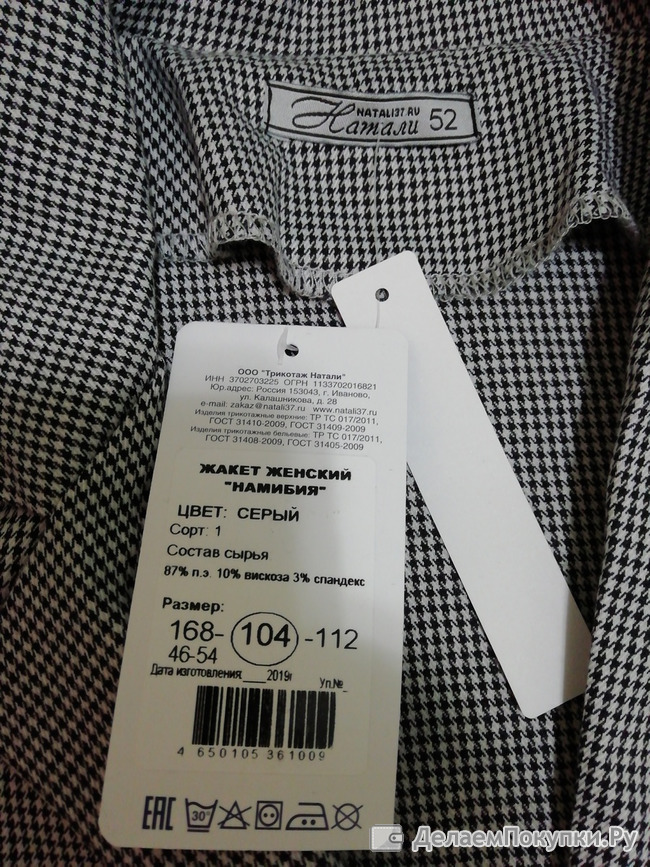 NATALI37.RU
Натали 52
ООО "Трикотаж Натали"
ИНН 3702703225 ОГРН 1133702016821
Юр.адрес: Россия 153043, г. Иваново,
ул. Калашникова, д. 28
e-mail: zakaz@natali37.ru www.natali37.ru
Изделия трикотажные верхние: ТР ТС 017/2011,
ГОСТ 31410-2009, ГОСТ 31409-2009
Изделия трикотажные бельевые: ТР ТС 017/2011,
ГОСТ 31408-2009, ГОСТ 31405-2009
ЖАКЕТ ЖЕНСКИЙ
"НАМИБИЯ"
ЦВЕТ: СЕРЫЙ
Сорт: 1
Состав сырья
87% п.э. 10% вискоза 3% спандекс
Размер:
168- 104 -112
46-54
Дата изготовления:____2019г
Уп.№_
4 650105 361009
EAC 30°
ДелаемПокупки.Ру